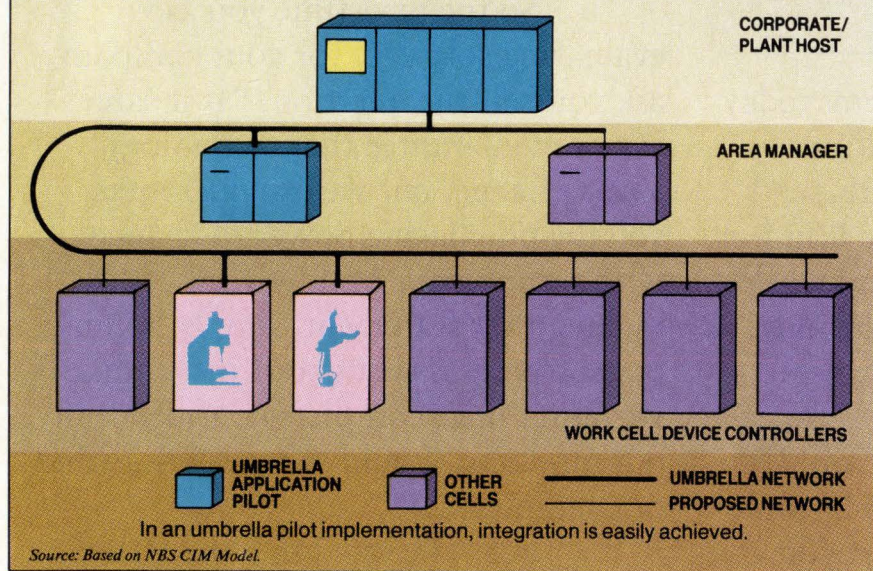 CORPORATE/
PLANT HOST
AREA MANAGER
WORK CELL DEVICE CONTROLLERS
UMBRELLA
APPLICATION
PILOT
OTHER
CELLS
UMBRELLA NETWORK
PROPOSED NETWORK
In an umbrella pilot implementation, integration is easily achieved.
Source: Based on NBS CIM Model.